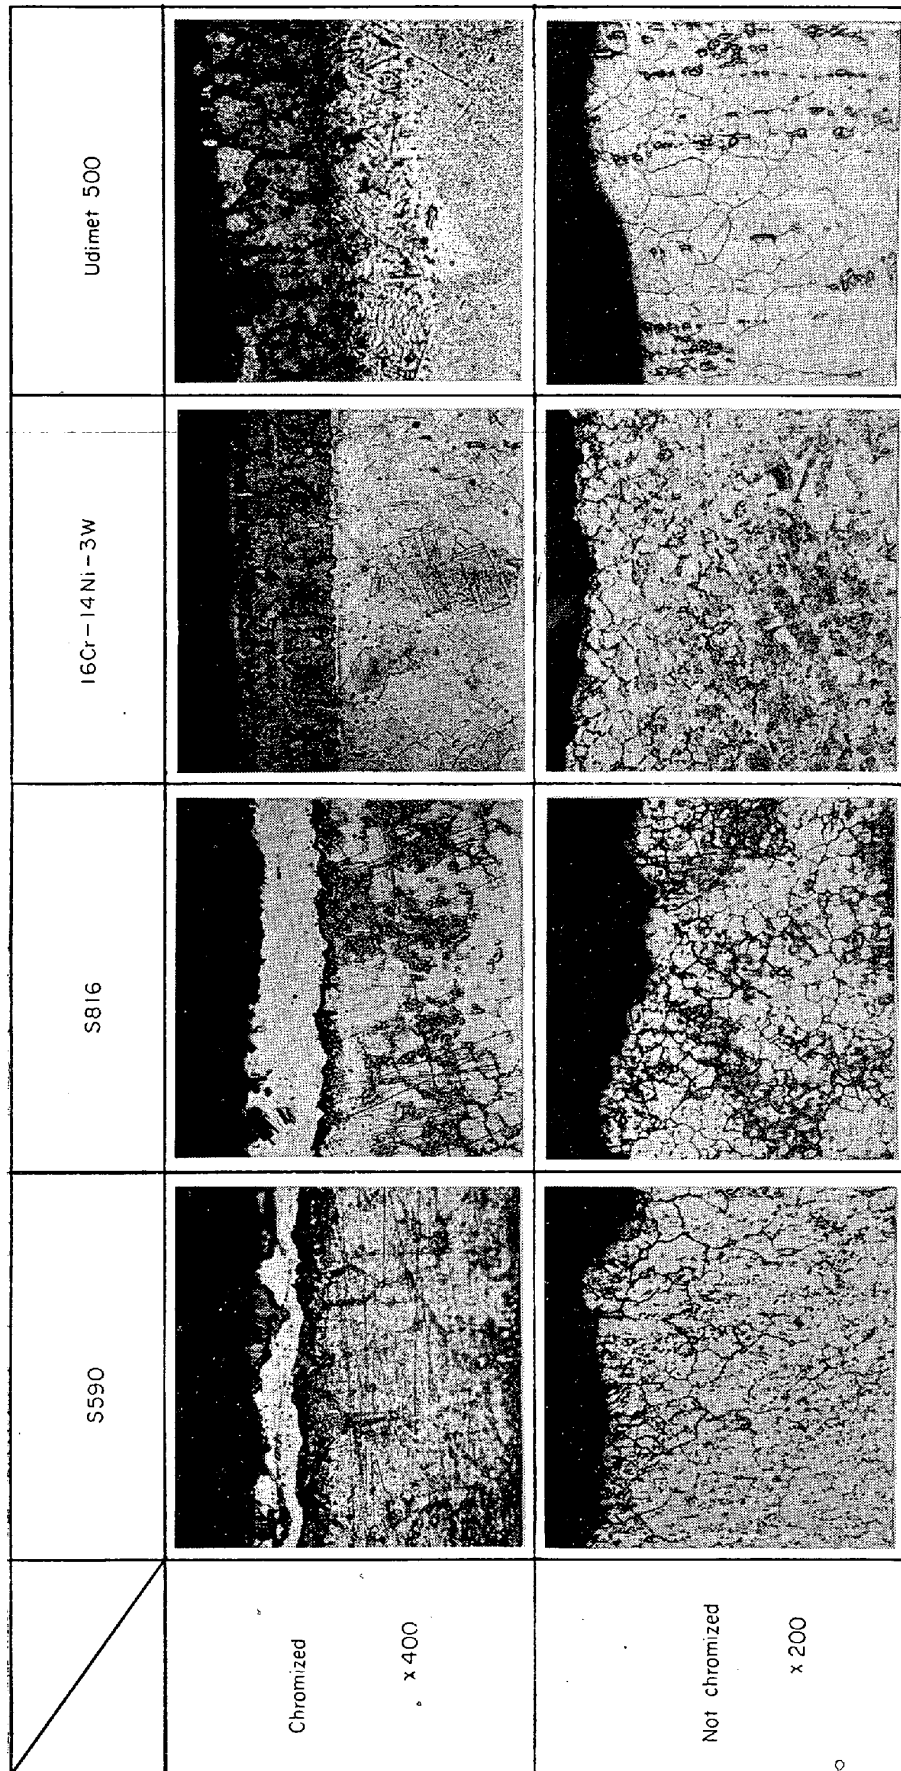 S590
S816
16Cr-14Ni-3W
Udimet 500
Chromized
x 400
Not chromized
x 200